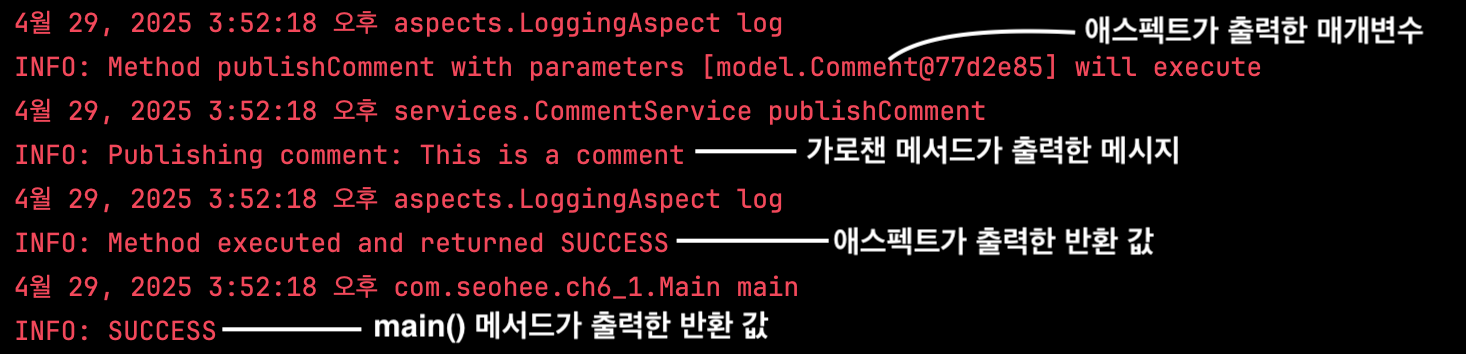 4월 29, 2025 3:52:18 오후 aspects.LoggingAspect log
애스펙트가 출력한 매개변수
INFO: Method publishComment with parameters [model.Comment@77d2e85] will execute
4월 29, 2025 3:52:18 오후 services.CommentService publishComment
INFO: Publishing comment: This is a comment
가로챈 메서드가 출력한 메시지
4월 29, 2025 3:52:18 오후 aspects.LoggingAspect log
INFO: Method executed and returned SUCCESS
애스펙트가 출력한 반환 값
4월 29, 2025 3:52:18 오후 com.seohee.ch6_1.Main main
INFO: SUCCESS
main() 메서드가 출력한 반환 값